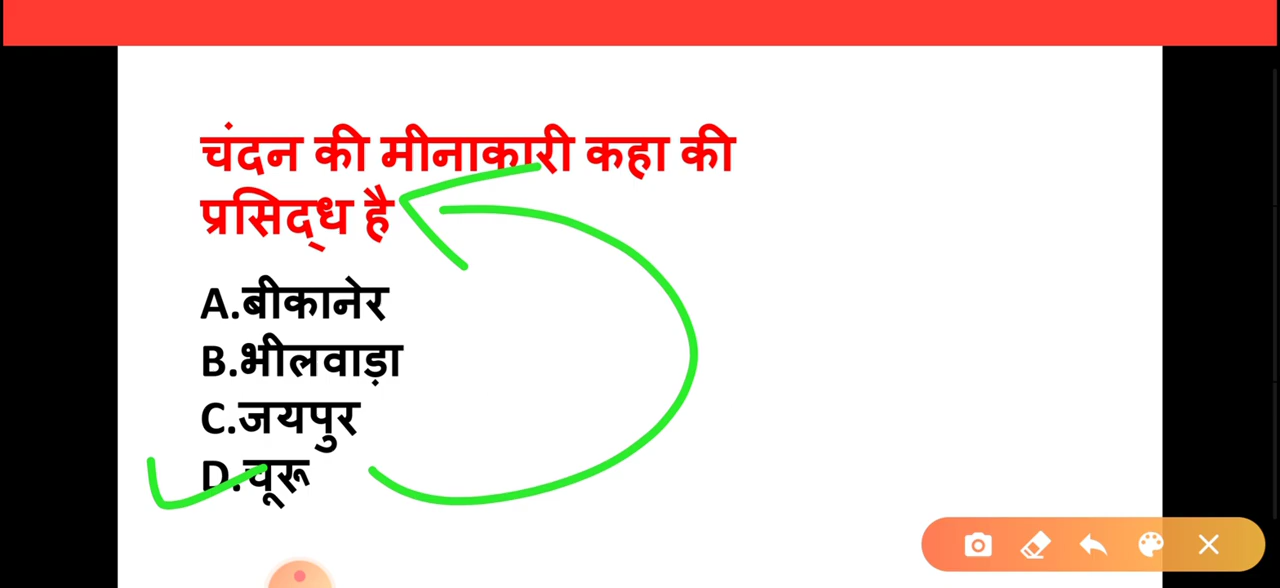 चंदन की मीनाकारी कहा की
प्रसिद्ध है
A.बीकानेर
B.भीलवाड़ा
C.जयपुर
D.चूरू